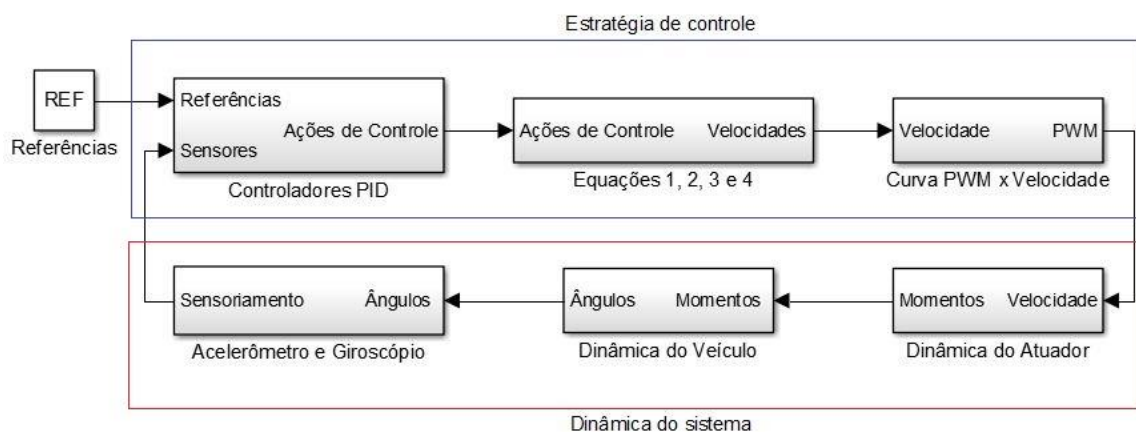 Estratégia de controle
REF
Referências
Referências
Ações de Controle
Sensores
Controladores PID
Ações de Controle Velocidades
Equações 1, 2, 3 e 4
Velocidade PWM
Curva PWM x Velocidade
Sensoriamento Ângulos
Acelerômetro e Giroscópio
Ângulos Momentos
Dinâmica do Veículo
Momentos Velocidade
Dinâmica do Atuador
Dinâmica do sistema